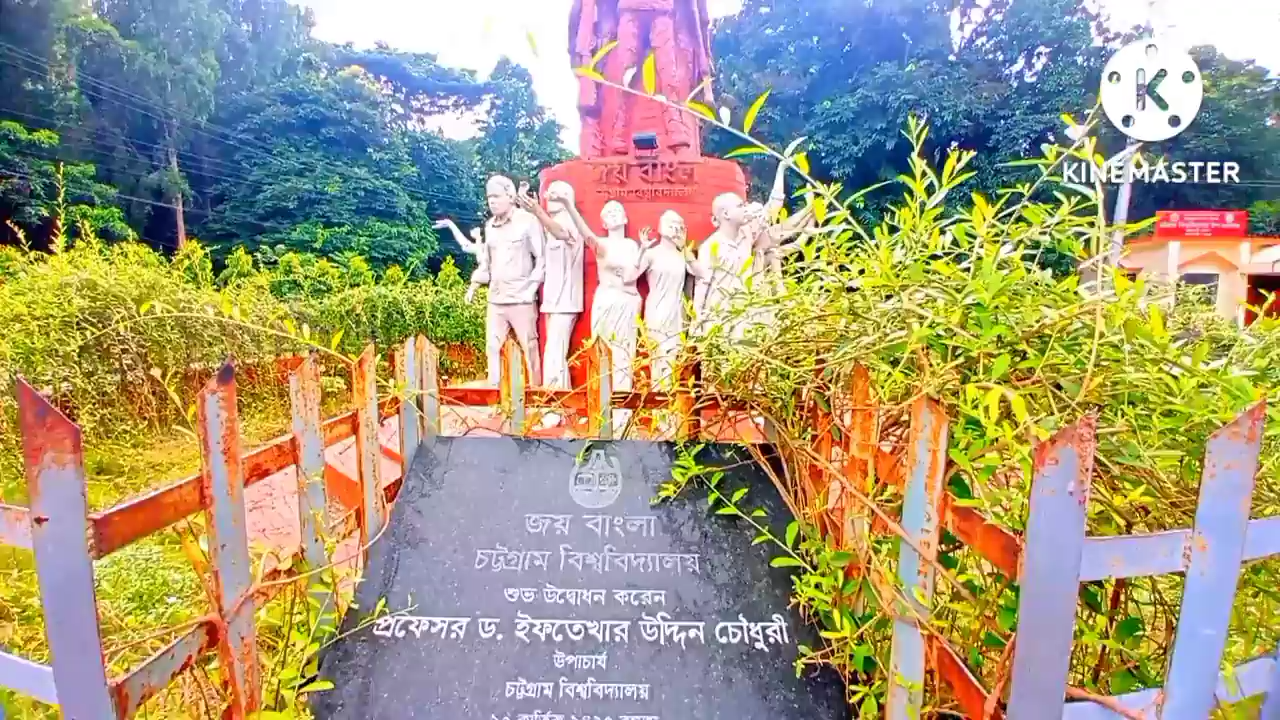 KINEMASTER
জয় বাংলা
জয় বাংলা
চট্টগ্রাম বিশ্ববিদ্যালয়
শুভ উদ্বোধন করেন
প্রফেসর ড. ইফতেখার উদ্দিন চৌধুরী
উপাচার্য
চট্টগ্রাম বিশ্ববিদ্যালয়